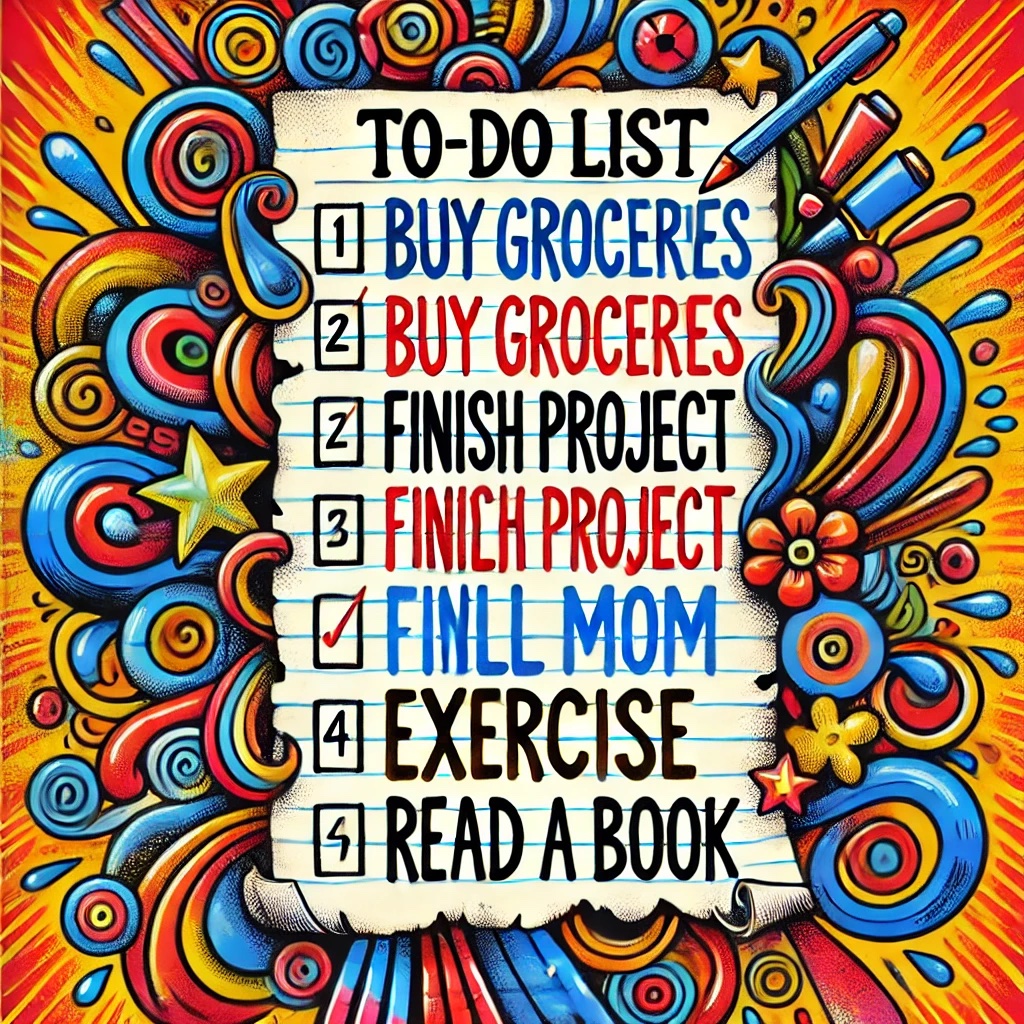 TO-DO LIST
1 BUY GROCERIES
2 BUY GROCERES
2 FINISH PROJECT
3 FINICH PROJECT
✓ FINLL MOM
4 EXERCISE
READ A BOOK